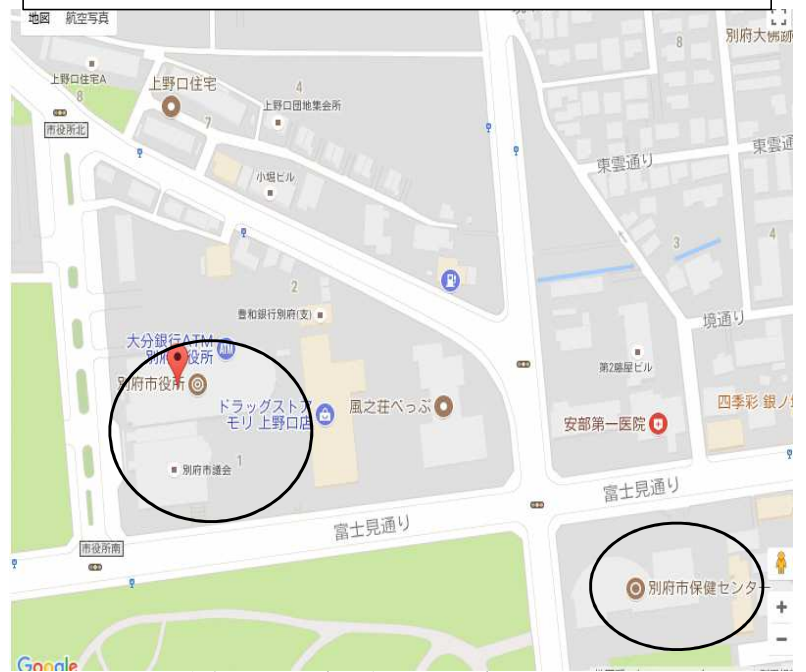 地図 航空写真
別府大佛跡
上野口住宅A
上野口住宅
8
8
4
上野口団地集会所
市役所北
7
東雲通り
小堀ビル
3
4
2
豊和銀行別府(支)
境通り
大分銀行ATM
別府市役所
ATM
第2藤屋ビル
別府市役所
ドラッグストア
モリ 上野口店
風之荘べっぷ
安部第一医院
四季彩 銀ノ
別府市議会
1
富士見通り
富士見通り
市役所南
別府市保健センター
+
−
Google